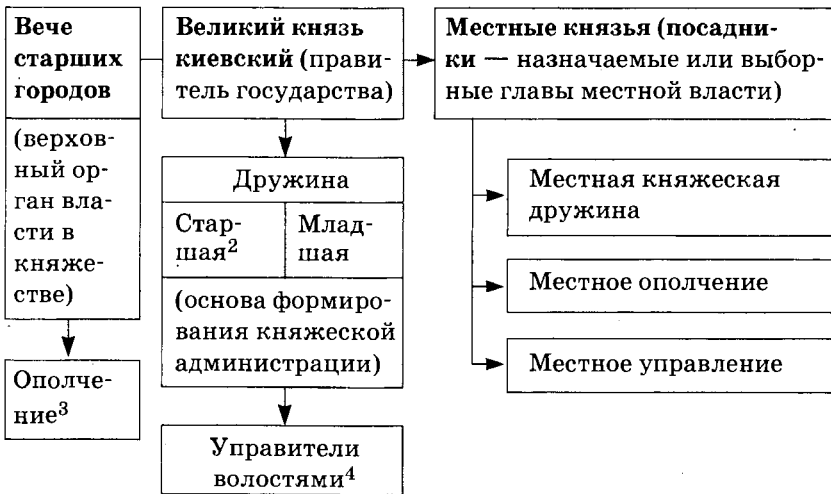 Вече
старших
городов
(верхов-
ный ор-
ган вла-
сти в
княже-
стве)
Ополче-
ние³
Великий князь
киевский (прави-
тель государства)
Дружина
Стар-
шая²
Млад-
шая
(основа формиро-
вания княжеской
администрации)
Управители
волостями⁴
Местные князья (посадни-
ки — назначаемые или выбор-
ные главы местной власти)
Местная княжеская
дружина
Местное ополчение
Местное управление